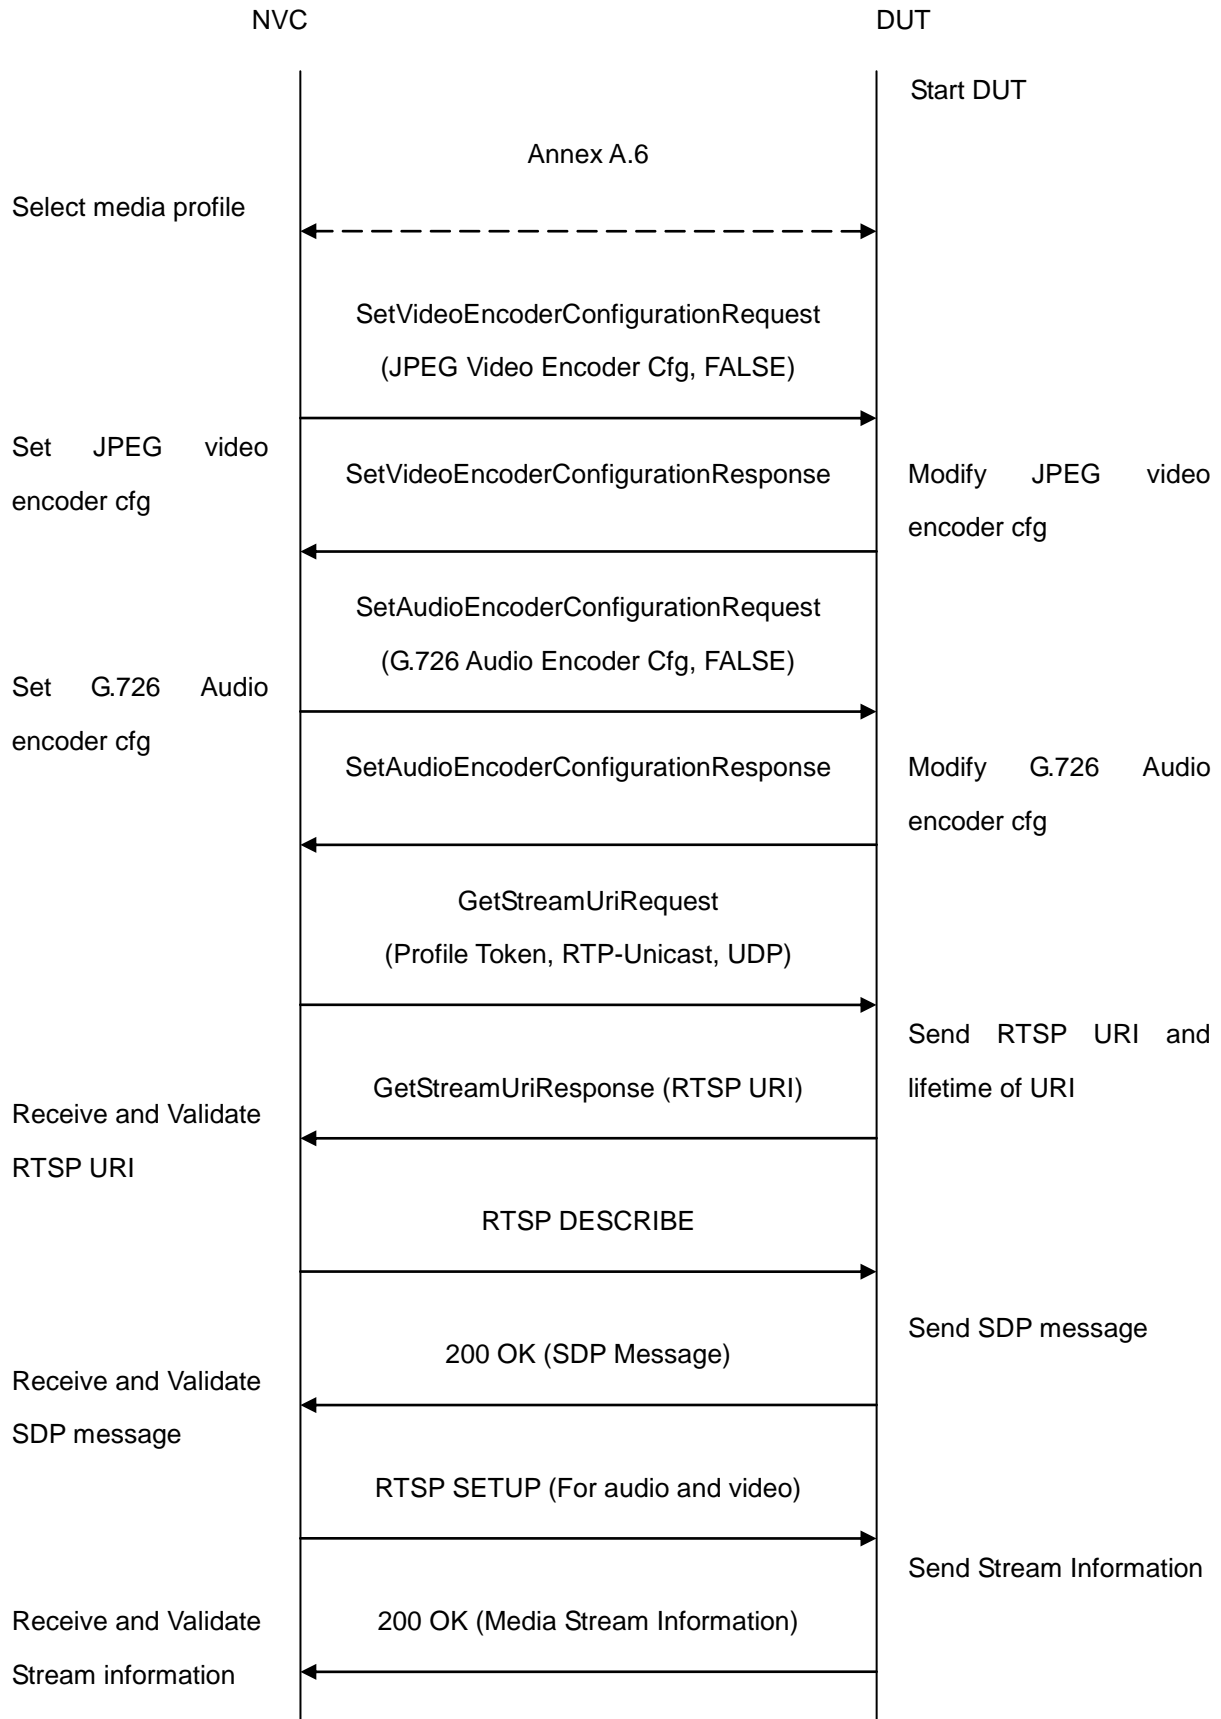 NVC
DUT
Start DUT
Annex A.6
Select media profile
SetVideoEncoderConfigurationRequest
(JPEG Video Encoder Cfg, FALSE)
Set JPEG video
encoder cfg
SetVideoEncoderConfigurationResponse
Modify JPEG video
encoder cfg
SetAudioEncoderConfigurationRequest
(G.726 Audio Encoder Cfg, FALSE)
Set G.726 Audio
encoder cfg
SetAudioEncoderConfigurationResponse
Modify G.726 Audio
encoder cfg
GetStreamUriRequest
(Profile Token, RTP-Unicast, UDP)
Send RTSP URI and
lifetime of URI
GetStreamUriResponse (RTSP URI)
Receive and Validate
RTSP URI
RTSP DESCRIBE
Send SDP message
200 OK (SDP Message)
Receive and Validate
SDP message
RTSP SETUP (For audio and video)
Send Stream Information
Receive and Validate
Stream information
200 OK (Media Stream Information)